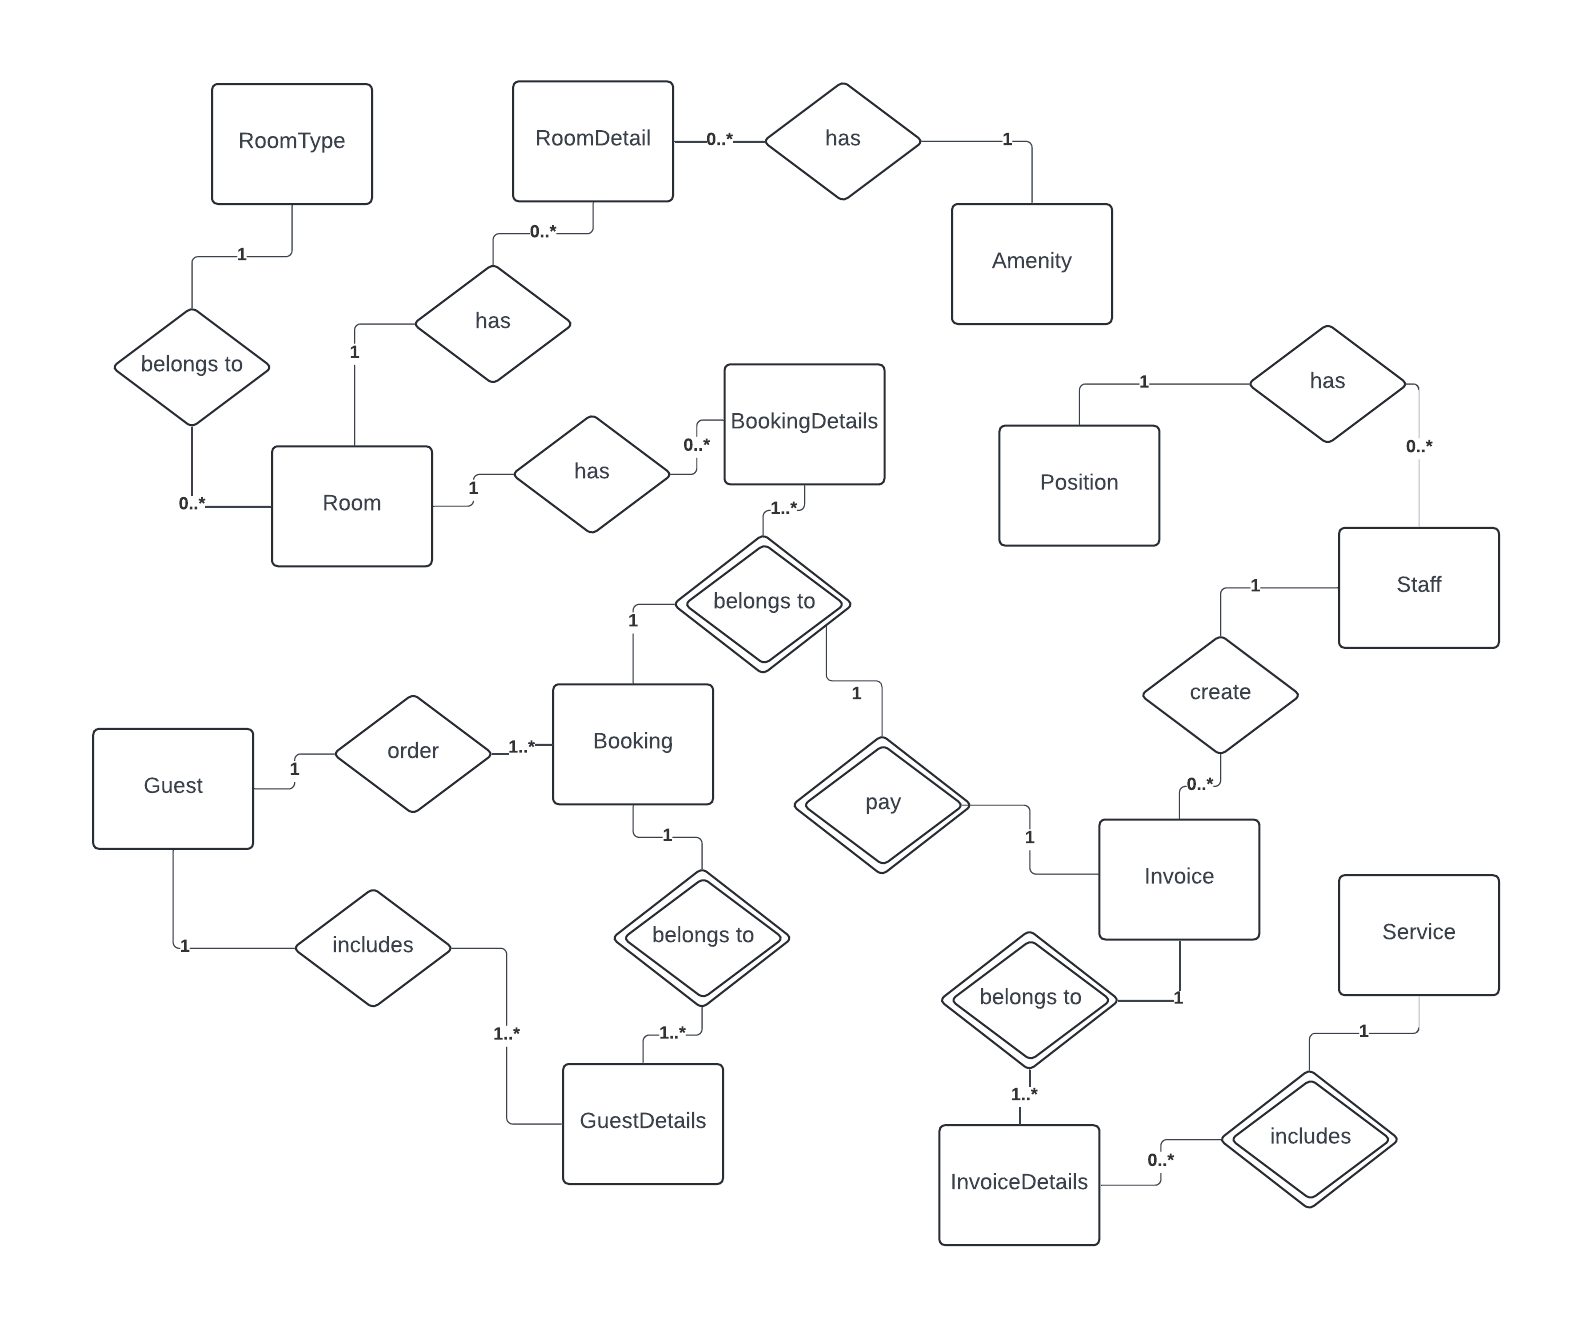 RoomType
RoomDetail
0..*
has
1
Amenity
1
0..*
has
1
belongs to
0..*
Room
1
has
0..*
BookingDetails
1..*
belongs to
1
1
has
1
Position
0..*
Staff
1
create
0..*
Guest
1
order
1..*
Booking
pay
1
Invoice
1
belongs to
1..*
GuestDetails
1
includes
1..*
belongs to
1
1..*
InvoiceDetails
Service
1
includes
0..*